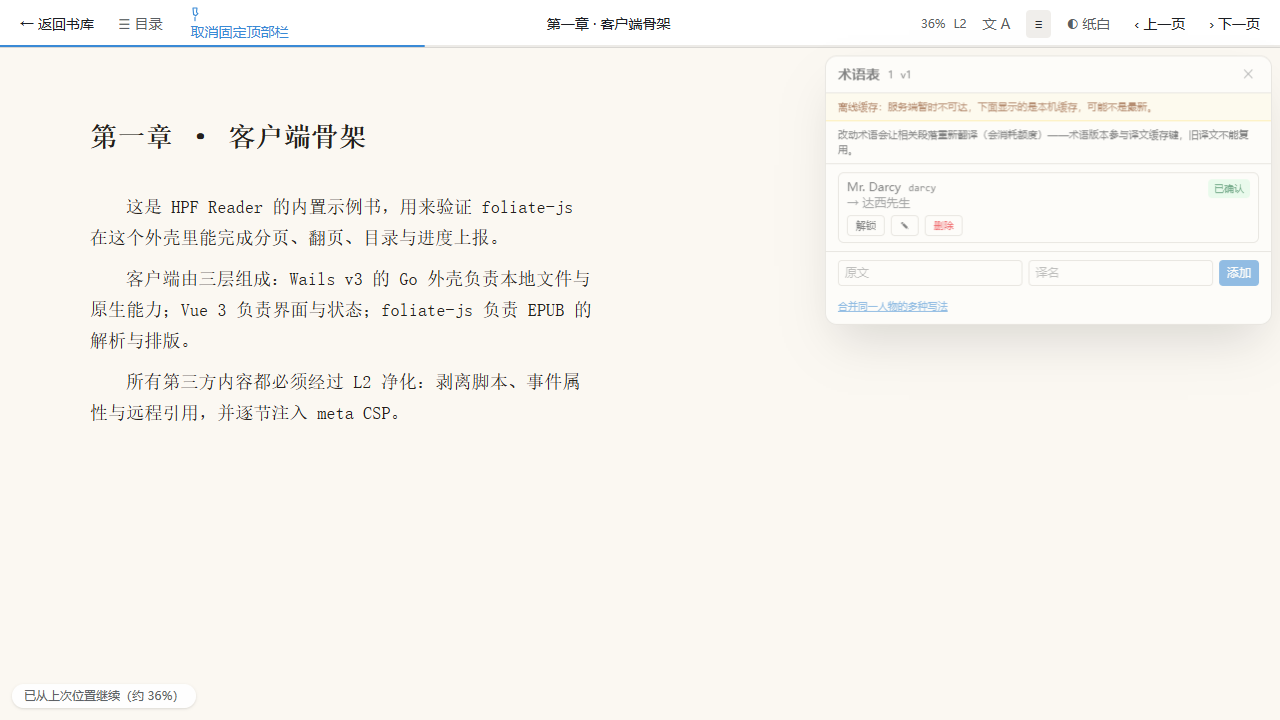 ← 返回书库
☰ 目录
取消固定顶部栏
第一章 · 客户端骨架
36% L2
文 A
≡
◐ 纸白
‹ 上一页
› 下一页
术语表 1 v1
×
离线缓存：服务端暂时不可达，下面显示的是本机缓存，可能不是最新。
改动术语会让相关段落重新翻译（会消耗额度）——术语版本参与译文缓存键，旧译文不能复
用。
Mr. Darcy darcy
已确认
→ 达西先生
解锁
✎
删除
原文
译名
添加
合并同一人物的多种写法
第一章 · 客户端骨架
这是 HPF Reader 的内置示例书，用来验证 foliate-js
在这个外壳里能完成分页、翻页、目录与进度上报。
客户端由三层组成：Wails v3 的 Go 外壳负责本地文件与
原生能力；Vue 3 负责界面与状态；foliate-js 负责 EPUB 的
解析与排版。
所有第三方内容都必须经过 L2 净化：剥离脚本、事件属
性与远程引用，并逐节注入 meta CSP。
已从上次位置继续（约 36%）